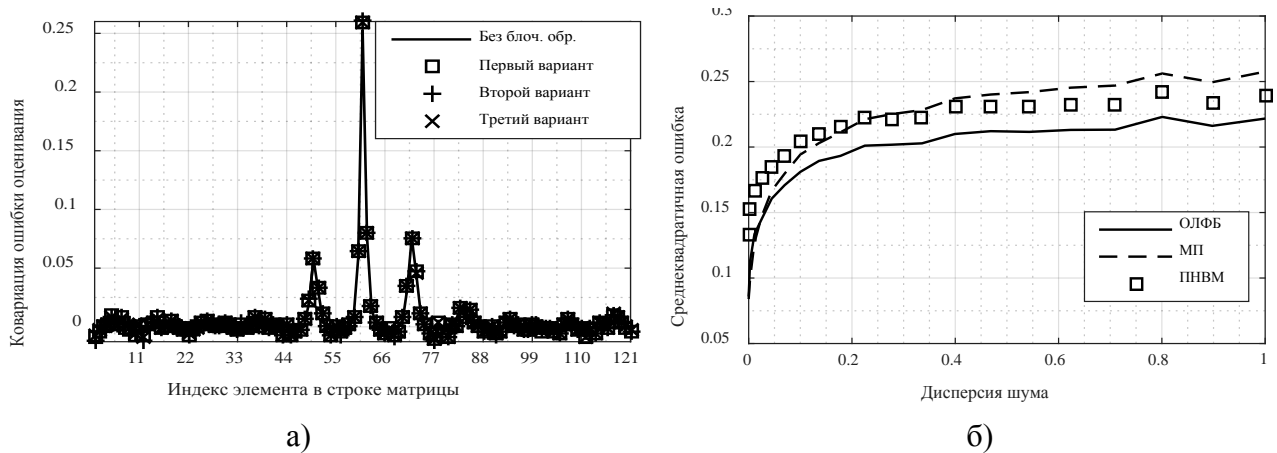 0.25
0.2
0.15
0.1
0.05
0
11 22 33 44 55 66 77 88 99 110 121
Ковариация ошибки оценивания
Индекс элемента в строке матрицы
Без блоч. обр.
Первый вариант
Второй вариант
Третий вариант
а)
0.3
0.25
0.2
0.15
0.1
0.05
0 0.2 0.4 0.6 0.8 1
Среднеквадратичная ошибка
Дисперсия шума
ОЛФБ
МП
ПНВМ
б)